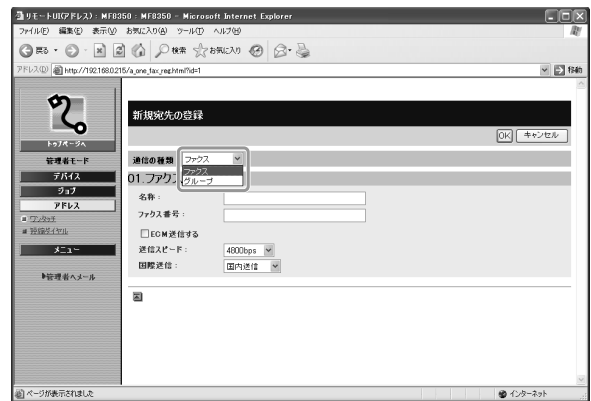 リモートUI(アドレス) : MF8350 : MF8350 - Microsoft Internet Explorer
ファイル(F) 編集(E) 表示(V) お気に入り(A) ツール(T) ヘルプ(H)
戻る 検索 お気に入り
アドレス(D) http://192.168.0.215/a_one_fax_reg.html?id=1 移動
新規宛先の登録
OK キャンセル
トップページへ
管理者モード
デバイス
ジョブ
アドレス
ワンタッチ
短縮ダイヤル
メニュー
管理者へメール
通信の種類 ファクス
ファクス
グループ
01.ファクス
名称 :
ファクス番号 :
ECM送信する
送信スピード : 4800bps
国際送信 : 国内送信
ページが表示されました インターネット